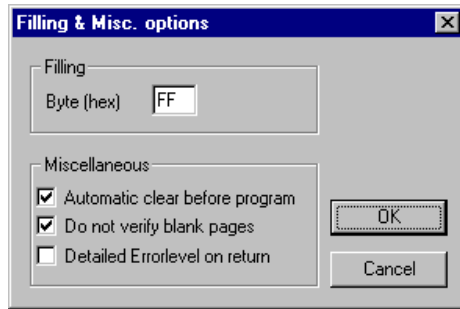 Filling & Misc. options
Filling
Byte (hex) FF
Miscellaneous
Automatic clear before program
Do not verify blank pages
Detailed Errorlevel on return
OK
Cancel